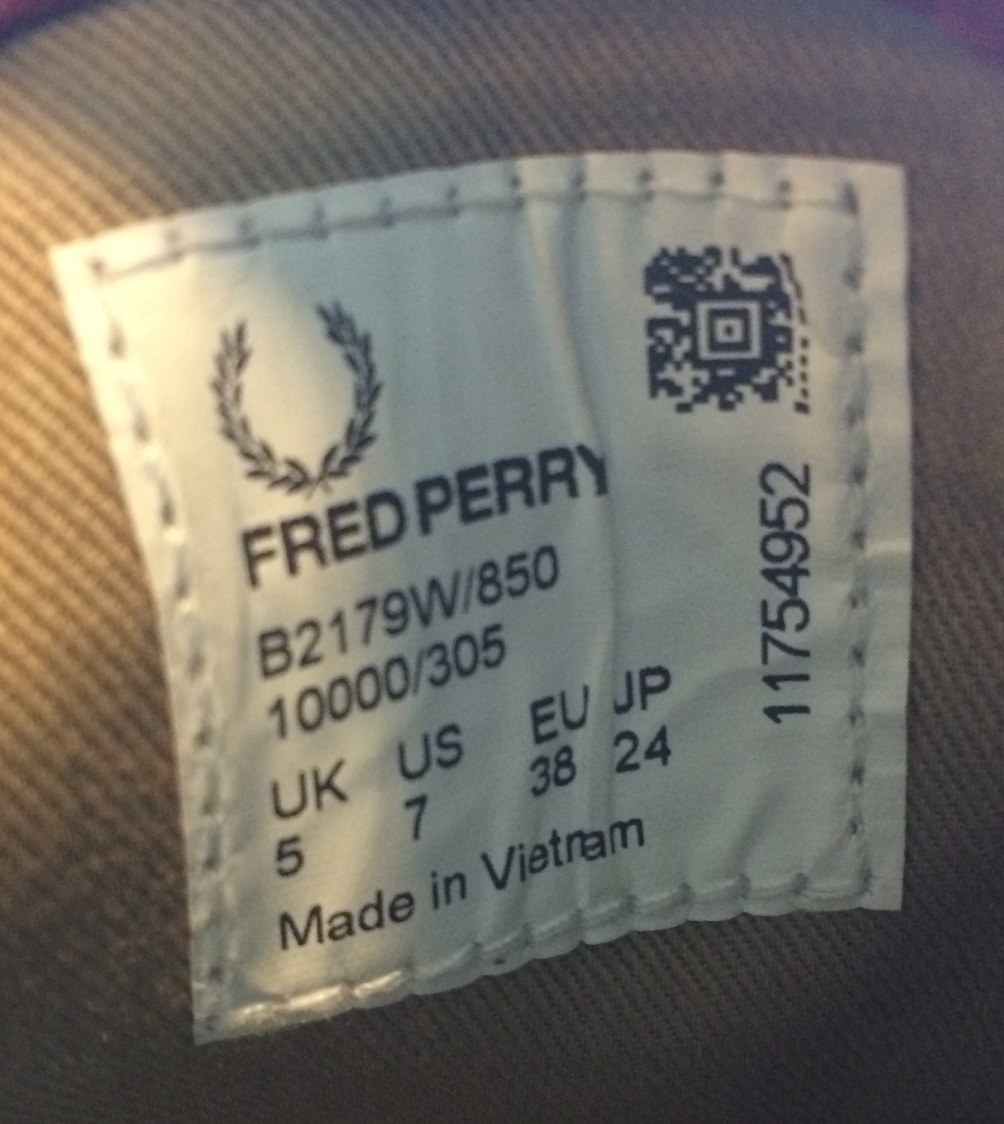 FRED PERRY
B2179W/850
10000/305
UK US EU JP
5 7 38 24
Made in Vietnam
11754952